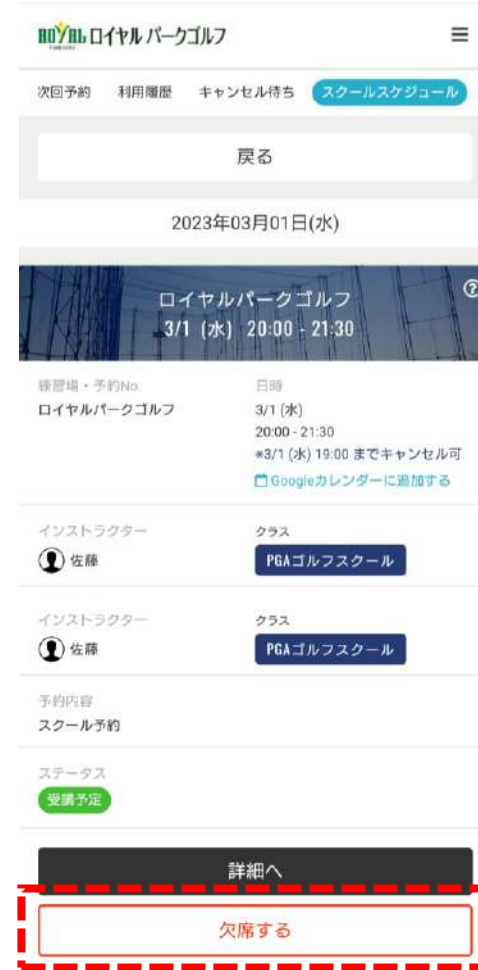 ROYAL ロイヤル パークゴルフ
次回予約 利用履歴 キャンセル待ち スクールスケジュール
戻る
2023年03月01日(水)
ロイヤルパークゴルフ
3/1 (水) 20:00 - 21:30
練習場・予約No.
ロイヤルパークゴルフ
日時
3/1 (水)
20:00 - 21:30
※3/1 (水) 19:00 までキャンセル可
Googleカレンダーに追加する
インストラクター
佐藤
クラス
PGAゴルフスクール
インストラクター
佐藤
クラス
PGAゴルフスクール
予約内容
スクール予約
ステータス
受講予定
詳細へ
欠席する